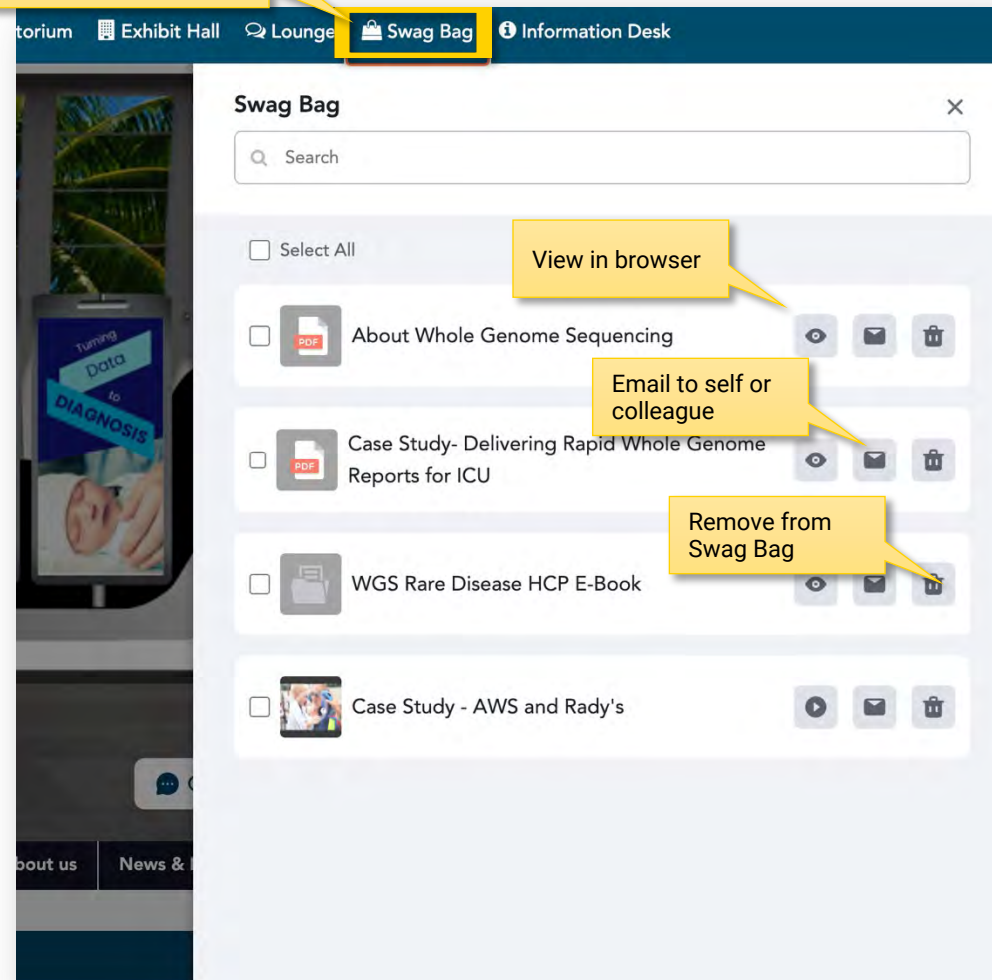 torium
Exhibit Hall
Lounge
Swag Bag
Information Desk
Swag Bag
Search
Select All
View in browser
PDF
About Whole Genome Sequencing
Email to self or
colleague
PDF
Case Study- Delivering Rapid Whole Genome
Reports for ICU
Remove from
Swag Bag
WGS Rare Disease HCP E-Book
Case Study - AWS and Rady's
Turning
Data
to
DIAGNOSIS
bout us
News &